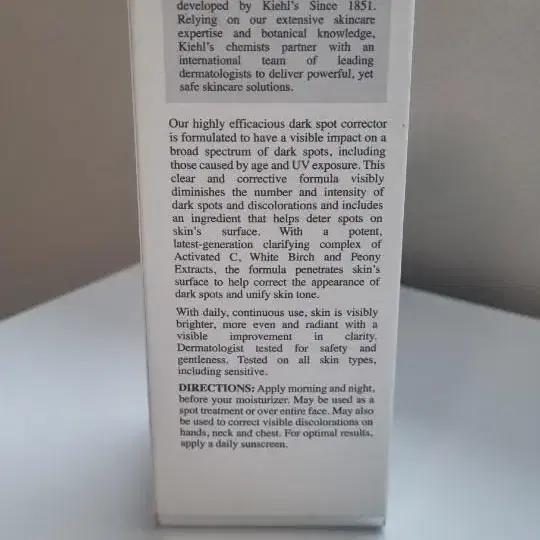 developed by Kiehl's Since 1851.
Relying on our extensive skincare
expertise and botanical knowledge,
Kiehl's chemists partner with an
international team of leading
dermatologists to deliver powerful, yet
safe skincare solutions.
Our highly efficacious dark spot corrector
is formulated to have a visible impact on a
broad spectrum of dark spots, including
those caused by age and UV exposure. This
clear and corrective formula visibly
diminishes the number and intensity of
dark spots and discolorations and includes
an ingredient that helps deter spots on
skin's surface. With a potent,
latest-generation clarifying complex of
Activated C, White Birch and Peony
Extracts, the formula penetrates skin's
surface to help correct the appearance of
dark spots and unify skin tone.
With daily, continuous use, skin is visibly
brighter, more even and radiant with a
visible improvement in clarity.
Dermatologist tested for safety and
gentleness. Tested on all skin types,
including sensitive.
DIRECTIONS: Apply morning and night,
before your moisturizer. May be used as a
spot treatment or over entire face. May also
be used to correct visible discolorations on
hands, neck and chest. For optimal results,
apply a daily sunscreen.